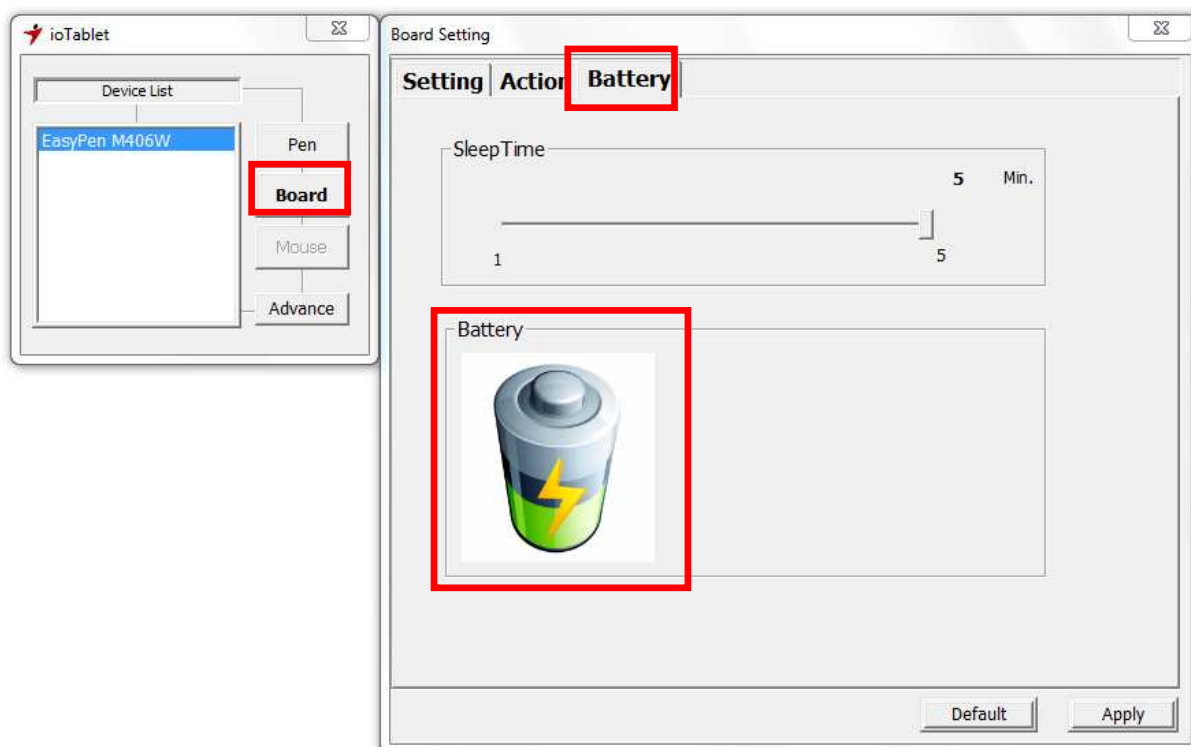 ioTablet
Device List
EasyPen M406W
Pen
Board
Mouse
Advance
Board Setting
Setting Action Battery
SleepTime
5 Min.
1 5
Battery
Default Apply